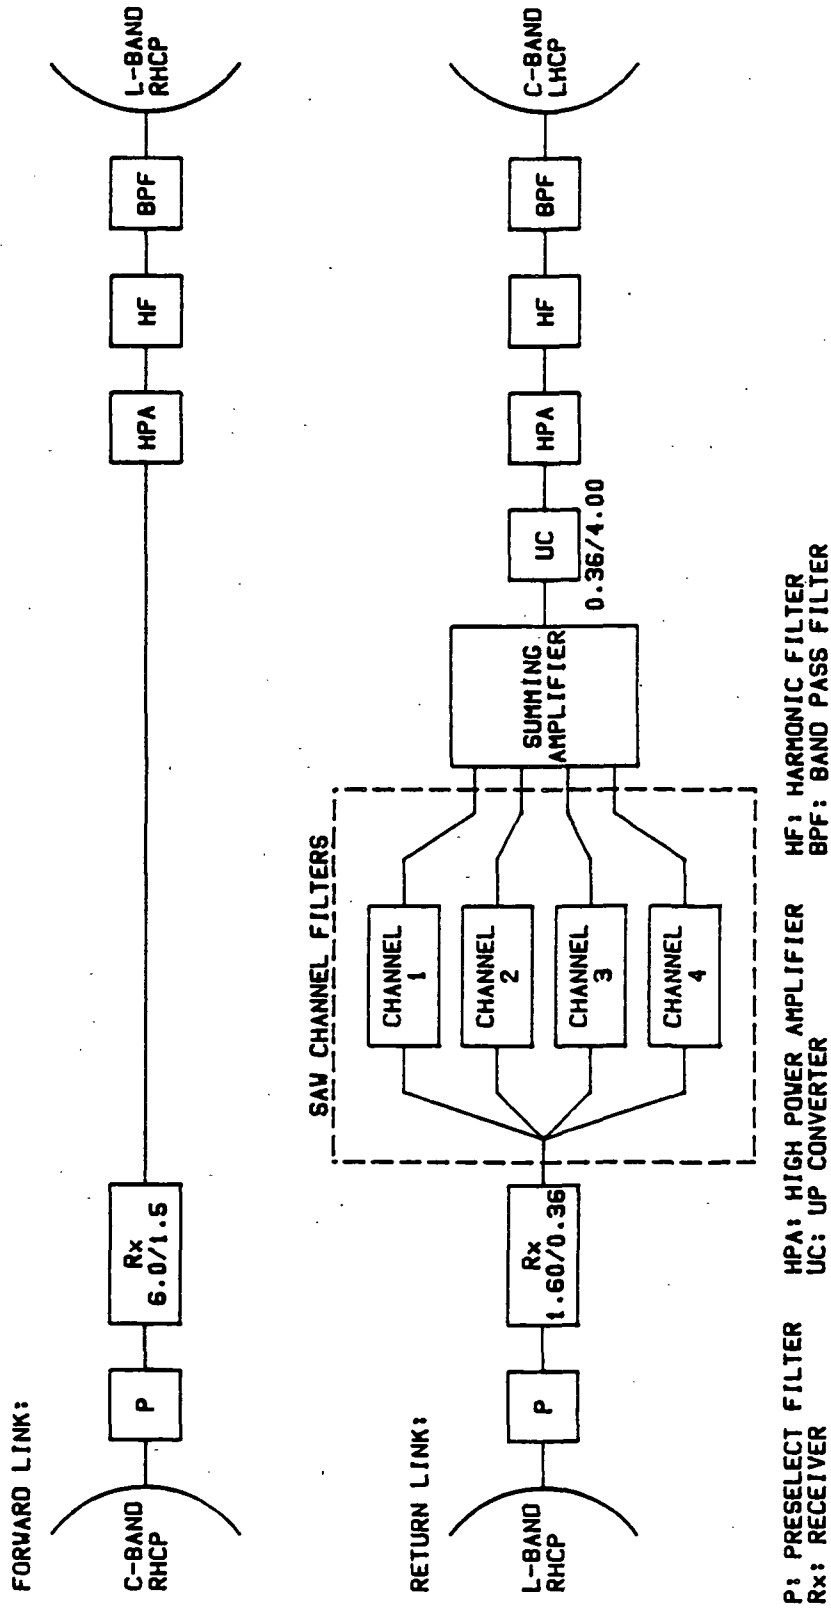 FORWARD LINK:
C-BAND
RHCP
P
Rx
6.0/1.5
HPA
HF
BPF
L-BAND
RHCP
RETURN LINK:
L-BAND
RHCP
P
Rx
1.60/0.36
SAW CHANNEL FILTERS
CHANNEL
1
CHANNEL
2
CHANNEL
3
CHANNEL
4
SUMMING
AMPLIFIER
UC
0.36/4.00
HPA
HF
BPF
C-BAND
LHCP
P: PRESELECT FILTER
Rx: RECEIVER
HPA: HIGH POWER AMPLIFIER
UC: UP CONVERTER
HF: HARMONIC FILTER
BPF: BAND PASS FILTER